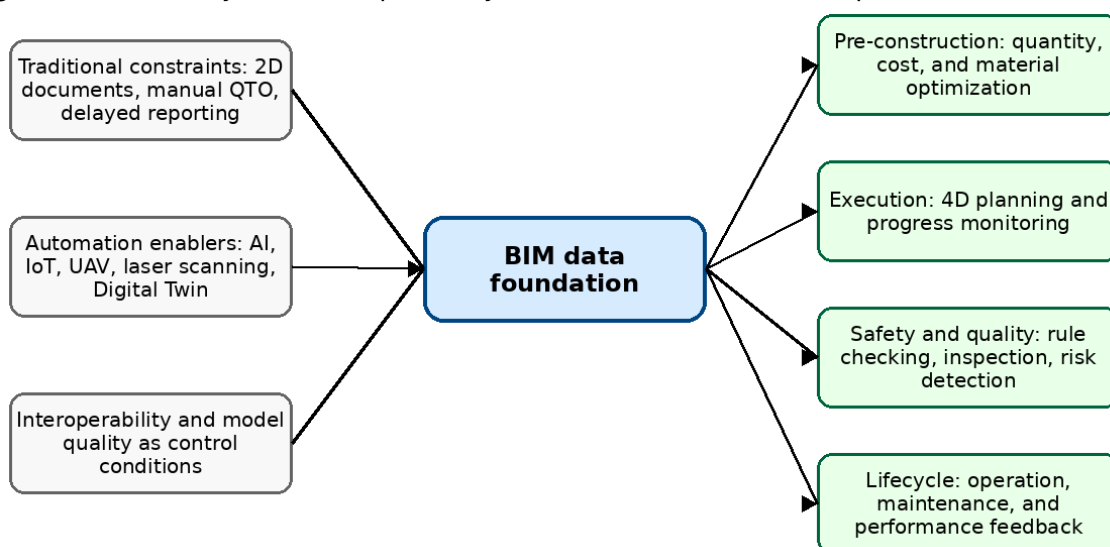 Traditional constraints: 2D
documents, manual QTO,
delayed reporting
Automation enablers: AI,
IoT, UAV, laser scanning,
Digital Twin
Interoperability and model
quality as control
conditions
BIM data
foundation
Pre-construction: quantity,
cost, and material
optimization
Execution: 4D planning and
progress monitoring
Safety and quality: rule
checking, inspection, risk
detection
Lifecycle: operation,
maintenance, and
performance feedback